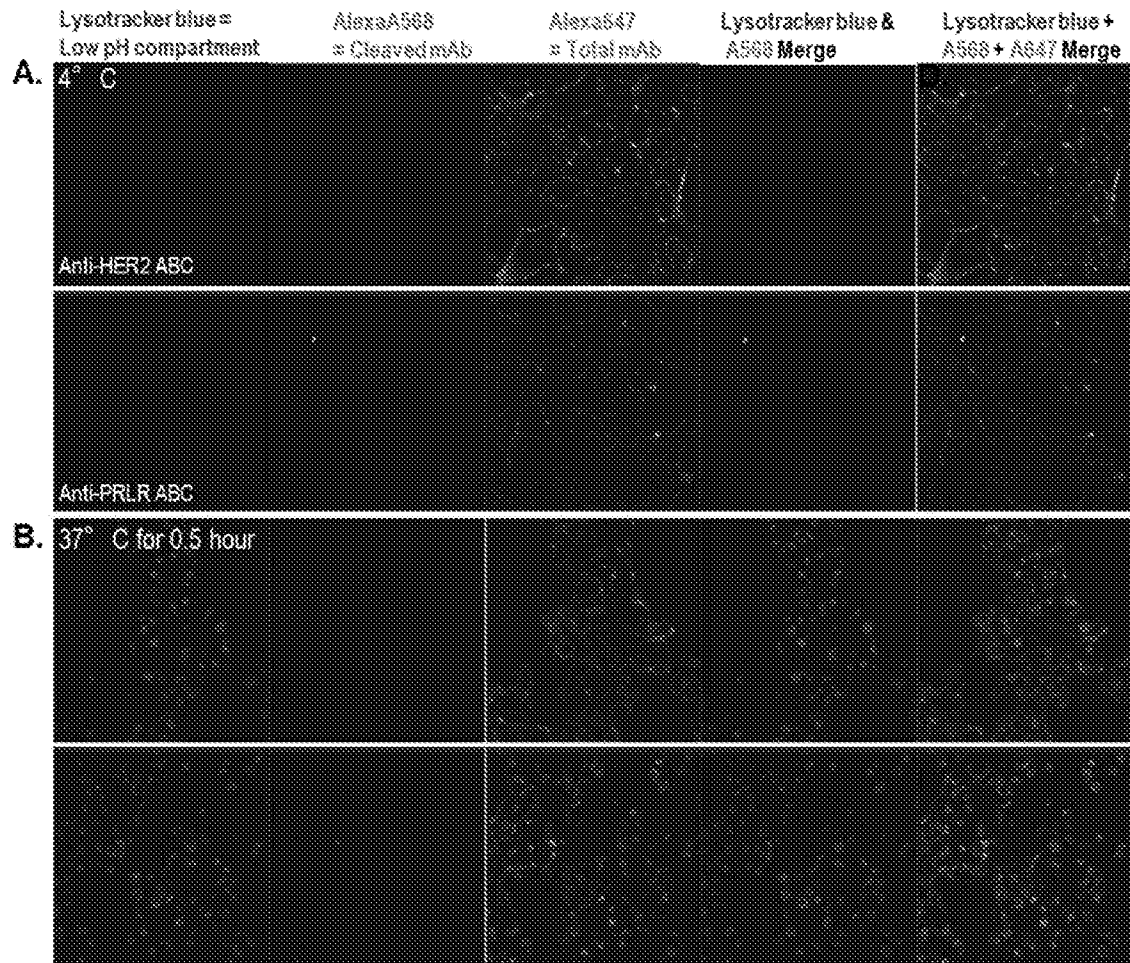 Lysotracker blue =
Low pH compartment
AlexaA568
= Cleaved mAb
Alexa647
= Total mAb
Lysotracker blue &
A568 Merge
Lysotracker blue +
A568 + A647 Merge
A.
4° C
D
Anti-HER2 ABC
Anti-PRLR ABC
B.
37° C for 0.5 hour